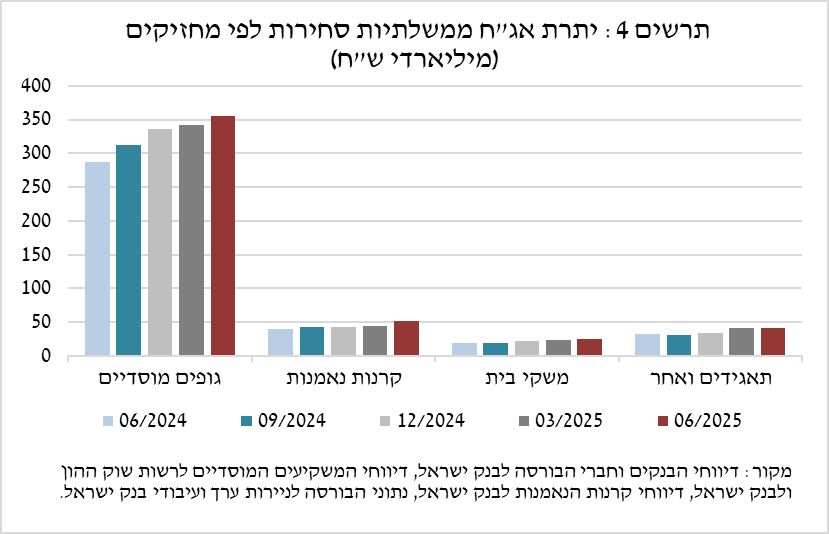 תרשים 4 : יתרת אג״ח ממשלתיות סחירות לפי מחזיקים
(מיליארדי ש״ח)
400
350
300
250
200
150
100
50
0
גופים מוסדיים קרנות נאמנות משקי בית תאגידים ואחר
06/2024 09/2024 12/2024 03/2025 06/2025
מקור : דיווחי הבנקים וחברי הבורסה לבנק ישראל, דיווחי המשקיעים המוסדיים לרשות שוק ההון
ולבנק ישראל, דיווחי קרנות הנאמנות לבנק ישראל, נתוני הבורסה לניירות ערך ועיבודי בנק ישראל.